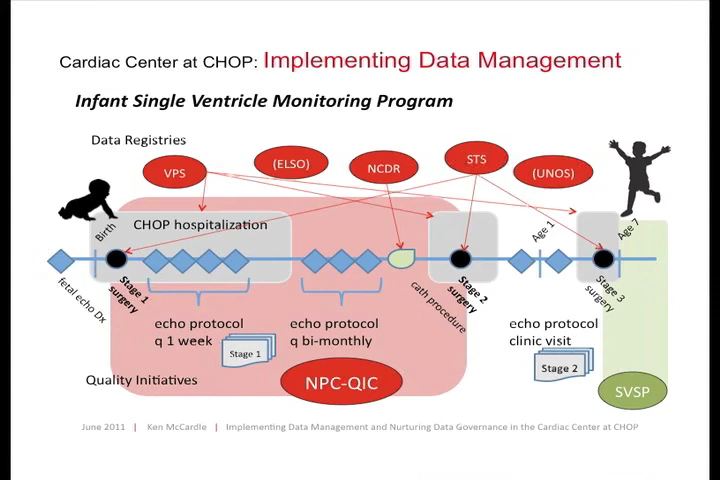 Cardiac Center at CHOP: Implementing Data Management
Infant Single Ventricle Monitoring Program
Data Registries
VPS
(ELSO)
NCDR
STS
(UNOS)
Birth
CHOP hospitalization
Age 1
Age 7
fetal echo Dx
Stage 1
surgery
cath procedure
Stage 2
surgery
Stage 3
surgery
echo protocol
q 1 week
echo protocol
q bi-monthly
echo protocol
clinic visit
Stage 1
Stage 2
Quality Initiatives
NPC-QIC
SVSP
June 2011 | Ken McCardle | Implementing Data Management and Nurturing Data Governance in the Cardiac Center at CHOP